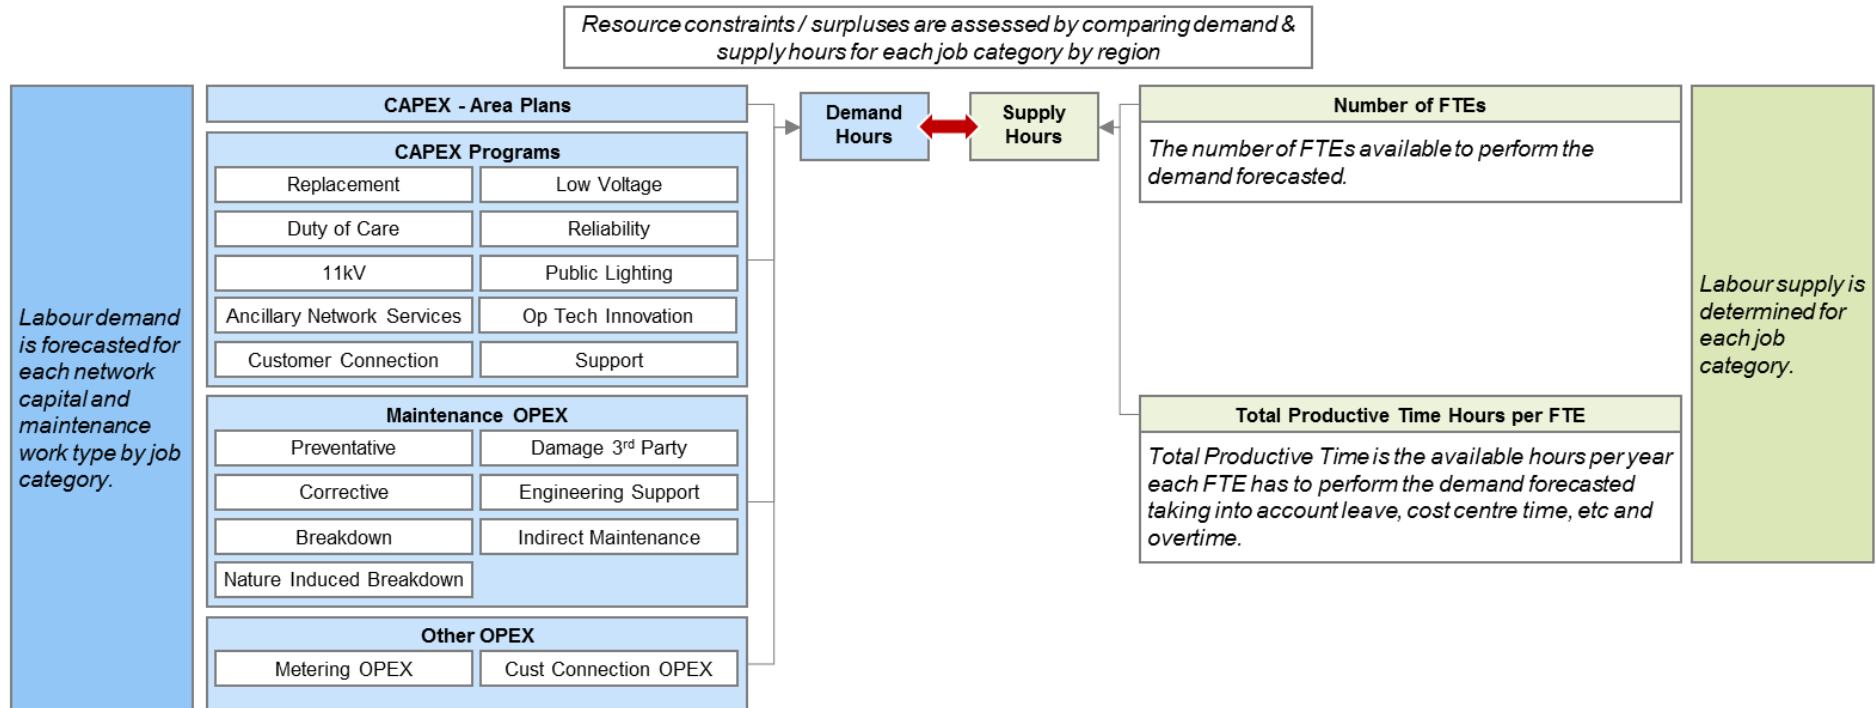 Resource constraints / surpluses are assessed by comparing demand &
supply hours for each job category by region
Labour demand
is forecasted for
each network
capital and
maintenance
work type by job
category.
CAPEX - Area Plans
CAPEX Programs
Replacement
Low Voltage
Duty of Care
Reliability
11kV
Public Lighting
Ancillary Network Services
Op Tech Innovation
Customer Connection
Support
Maintenance OPEX
Preventative
Damage 3rd Party
Corrective
Engineering Support
Breakdown
Indirect Maintenance
Nature Induced Breakdown
Other OPEX
Metering OPEX
Cust Connection OPEX
Demand
Hours
Supply
Hours
Number of FTEs
The number of FTEs available to perform the
demand forecasted.
Total Productive Time Hours per FTE
Total Productive Time is the available hours per year
each FTE has to perform the demand forecasted
taking into account leave, cost centre time, etc and
overtime.
Labour supply is
determined for
each job
category.